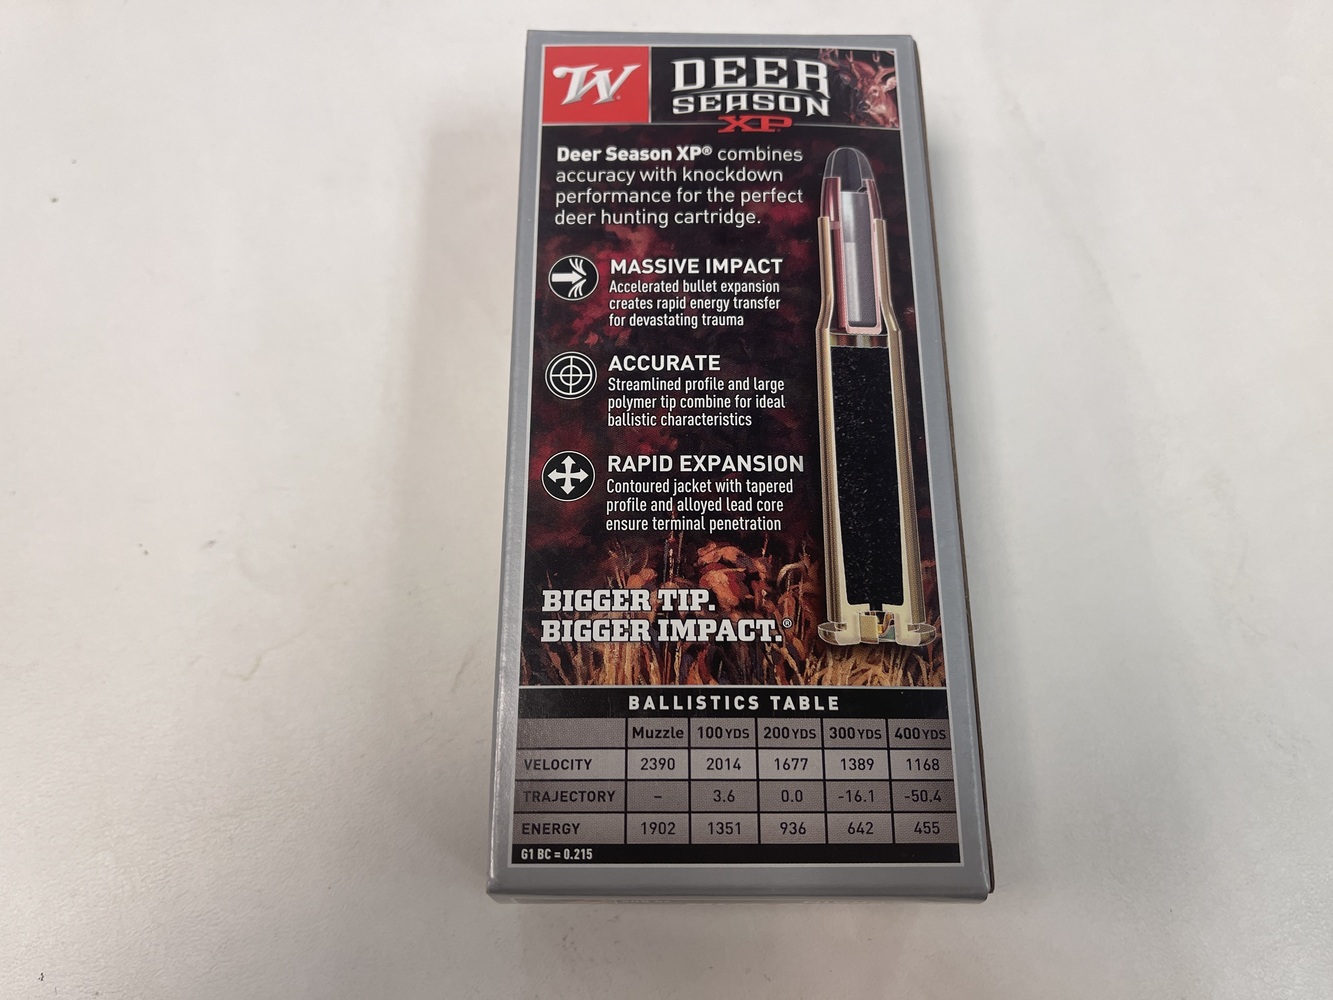 W
DEER
SEASON
XP®
Deer Season XP® combines
accuracy with knockdown
performance for the perfect
deer hunting cartridge.
MASSIVE IMPACT
Accelerated bullet expansion
creates rapid energy transfer
for devastating trauma
ACCURATE
Streamlined profile and large
polymer tip combine for ideal
ballistic characteristics
RAPID EXPANSION
Contoured jacket with tapered
profile and alloyed lead core
ensure terminal penetration
BIGGER TIP.
BIGGER IMPACT.®
BALLISTICS TABLE
Muzzle 100 YDS 200 YDS 300 YDS 400 YDS
VELOCITY 2390 2014 1677 1389 1168
TRAJECTORY – 3.6 0.0 -16.1 -50.4
ENERGY 1902 1351 936 642 455
G1 BC = 0.215